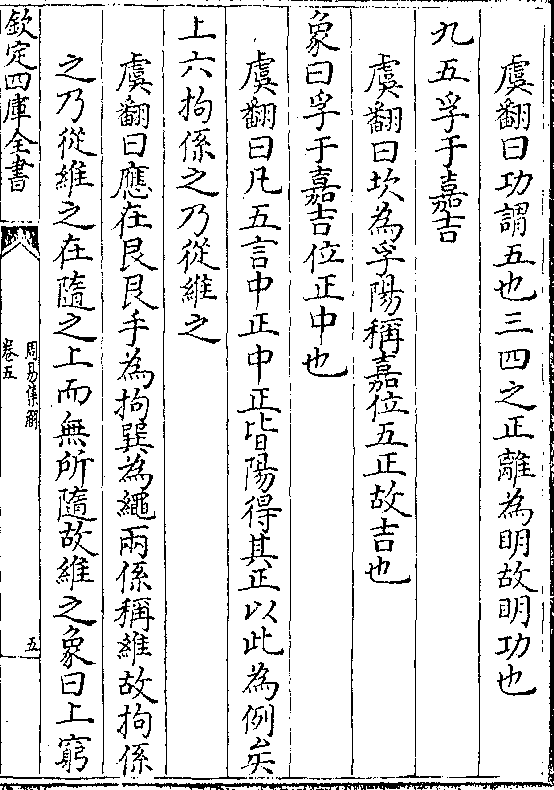 虞翻曰功謂五也三四之正離為明故明功也
九五孚于嘉吉
虞翻曰坎為孚陽稱嘉位五正故吉也
象曰孚于嘉吉位正中也
虞翻曰凡五言中正中正皆陽得其正以此為例矣
上六拘係之乃從維之
虞翻曰應在艮艮手為拘巽為繩兩係稱維故拘係
之乃從維之在隨之上而無所隨故維之象曰上窮
欽定四庫全書
周易集解
卷五
五